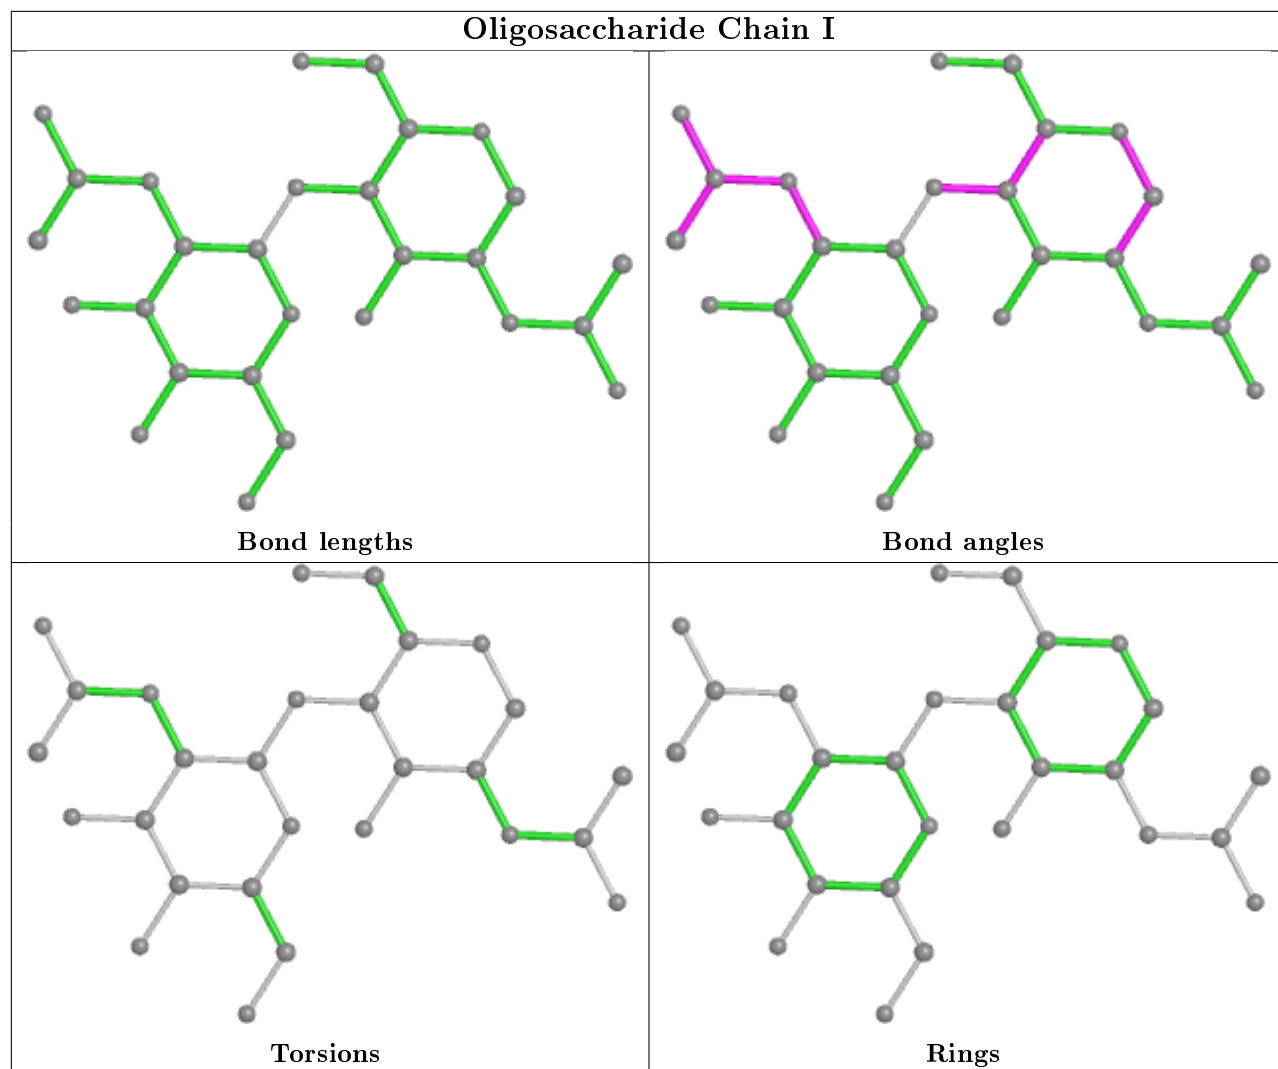 Oligosaccharide Chain I
Bond lengths
Bond angles
Torsions
Rings